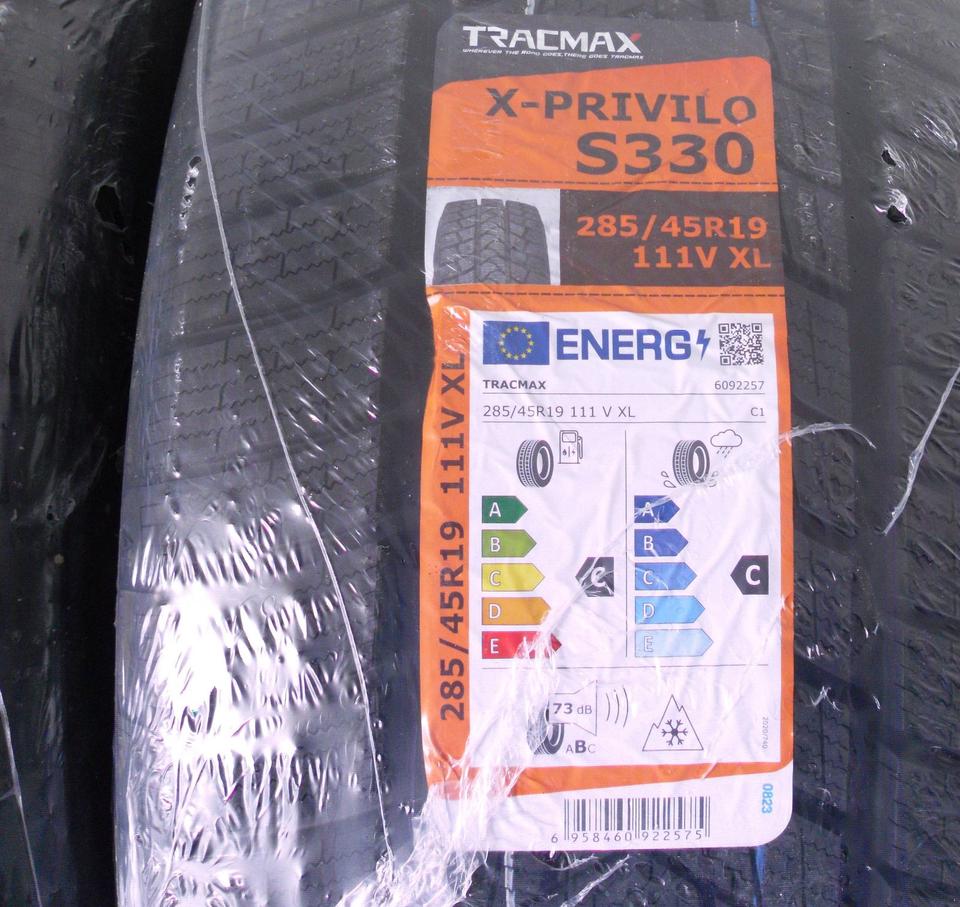 TRACMAX
WHEREVER THE ROAD GOES, THERE GOES TRACMAX
X-PRIVILO
S330
285/45R19
111V XL
285/45R19 111V XL
ENERG
TRACMAX 6092257
285/45R19 111 V XL C1
A
B
C
D
E
C
A
B
C
D
E
C
73 dB
ABC
2020/740
0823
6 958460 922575